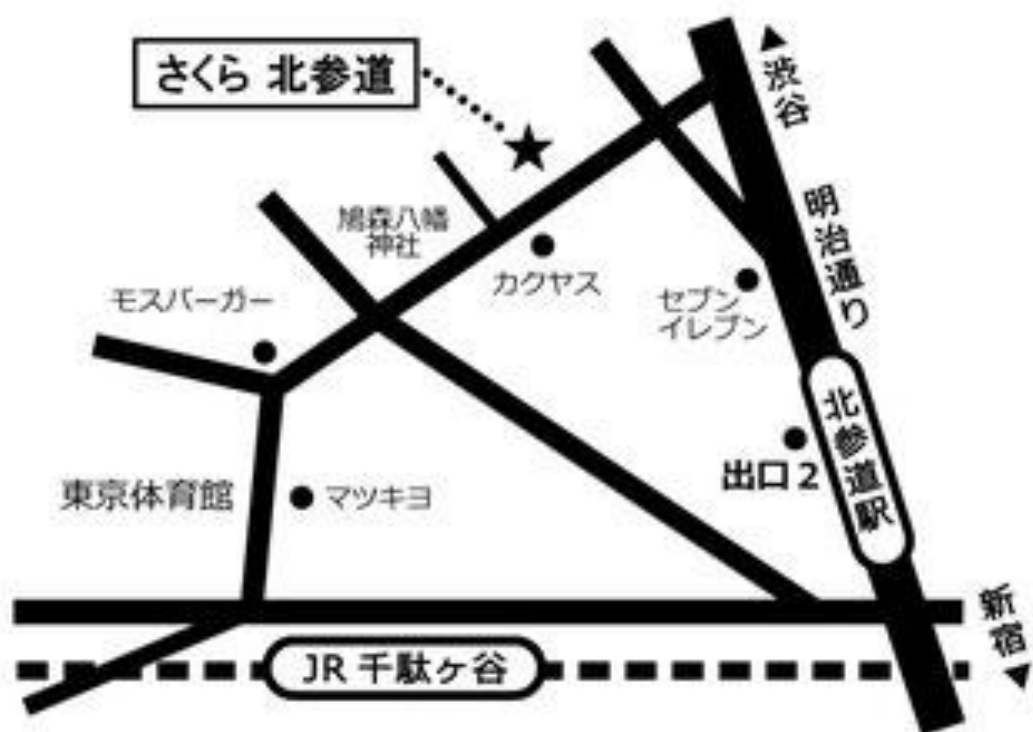 さくら 北参道
▲渋谷
明治通り
鳩森八幡
神社
カクヤス
セブン
イレブン
モスバーガー
北参道駅
出口2
東京体育館
マツキヨ
新宿▼
JR 千駄ヶ谷